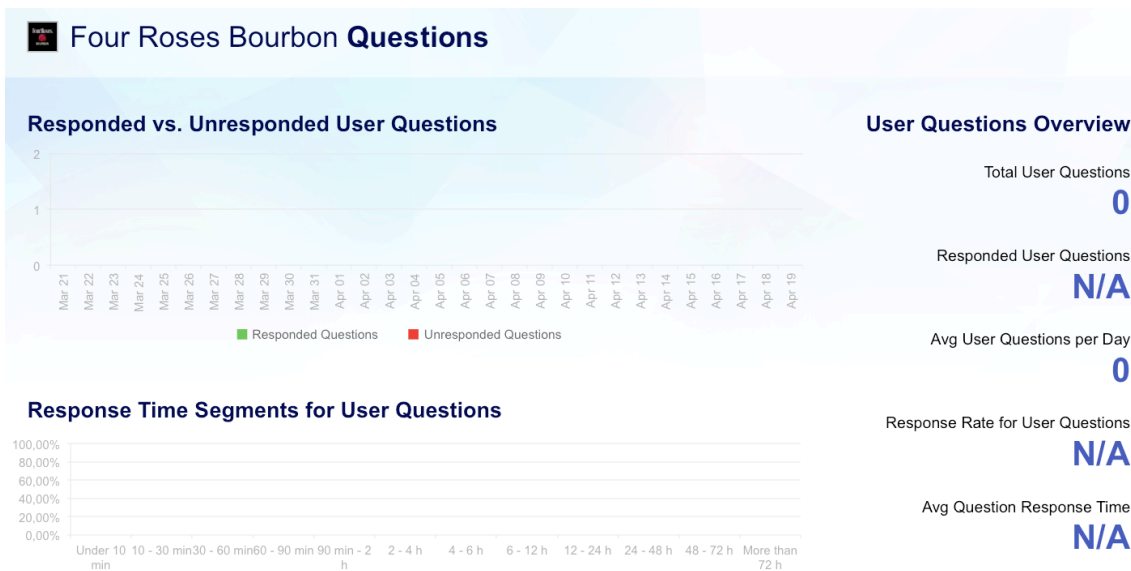 Four Roses Bourbon Questions
Responded vs. Unresponded User Questions
2
1
0
Mar 21 Mar 22 Mar 23 Mar 24 Mar 25 Mar 26 Mar 27 Mar 28 Mar 29 Mar 30 Mar 31 Apr 01 Apr 02 Apr 03 Apr 04 Apr 05 Apr 06 Apr 07 Apr 08 Apr 09 Apr 10 Apr 11 Apr 12 Apr 13 Apr 14 Apr 15 Apr 16 Apr 17 Apr 18 Apr 19
Responded Questions Unresponded Questions
Response Time Segments for User Questions
100,00%
80,00%
60,00%
40,00%
20,00%
0,00%
Under 10 10 - 30 min 30 - 60 min 60 - 90 min 90 min - 2 2 - 4 h 4 - 6 h 6 - 12 h 12 - 24 h 24 - 48 h 48 - 72 h More than
min h 72 h
User Questions Overview
Total User Questions
0
Responded User Questions
N/A
Avg User Questions per Day
0
Response Rate for User Questions
N/A
Avg Question Response Time
N/A